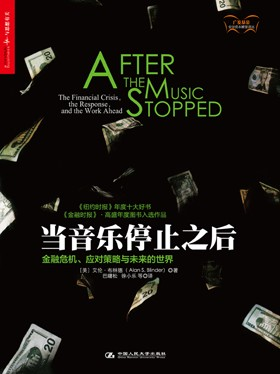 AFTER
THE
MUSIC
STOPPED
The Financial Crisis,
the Response,
and the Work Ahead
《纽约时报》年度十大好书
《金融时报》·高盛年度图书入选作品
当音乐停止之后
金融危机、应对策略与未来的世界
[美] 艾伦·布林德 (Alan S. Blinder) ◎著
巴曙松 徐小乐 等◎译
中国人民大学出版社